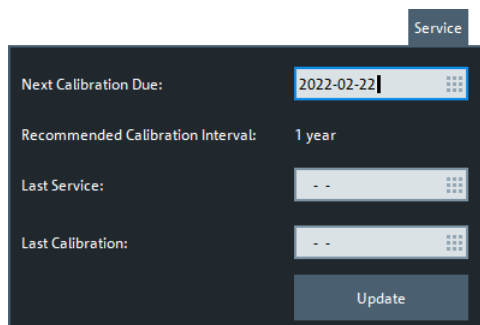 Service
Next Calibration Due: 2022-02-22
Recommended Calibration Interval: 1 year
Last Service: - -
Last Calibration: - -
Update